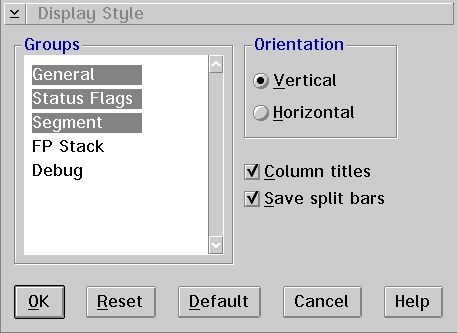 Display Style
Groups
General
Status Flags
Segment
FP Stack
Debug
Orientation
Vertical
Horizontal
Column titles
Save split bars
OK Reset Default Cancel Help